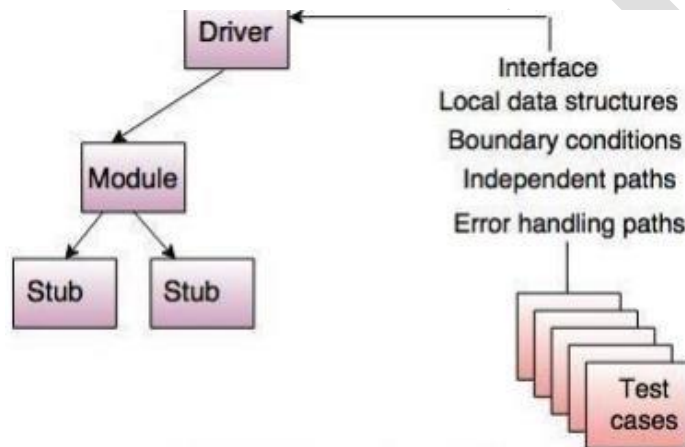 Driver
Interface
Local data structures
Boundary conditions
Module
Independent paths
Error handling paths
Stub
Stub
Test
cases